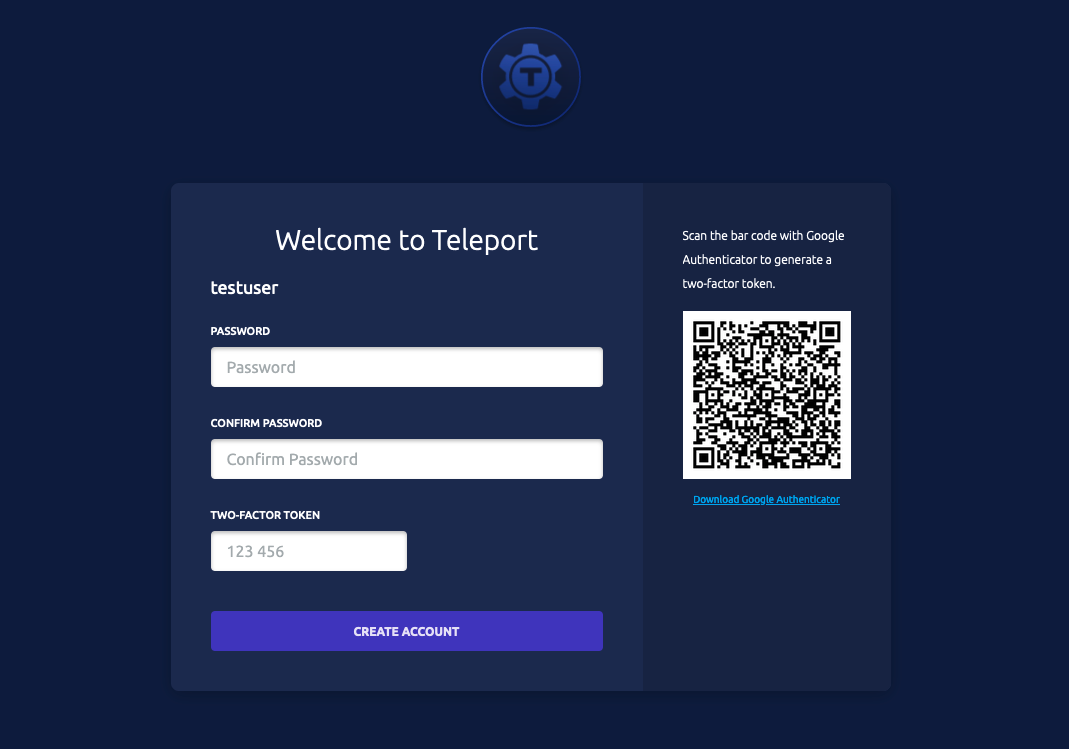 T
Welcome to Teleport
testuser
PASSWORD
Password
CONFIRM PASSWORD
Confirm Password
TWO-FACTOR TOKEN
123 456
CREATE ACCOUNT
Scan the bar code with Google
Authenticator to generate a
two-factor token.
Download Google Authenticator